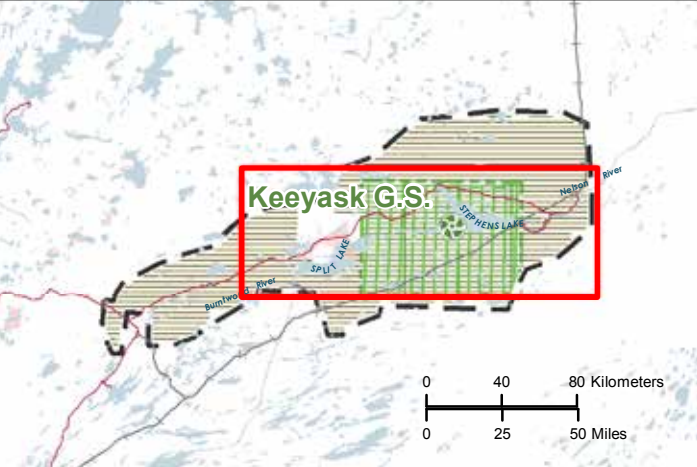 Nelson River
Keeyask G.S.
STEPHENS LAKE
SPLIT LAKE
Burntwood River
0 40 80 Kilometers
0 25 50 Miles